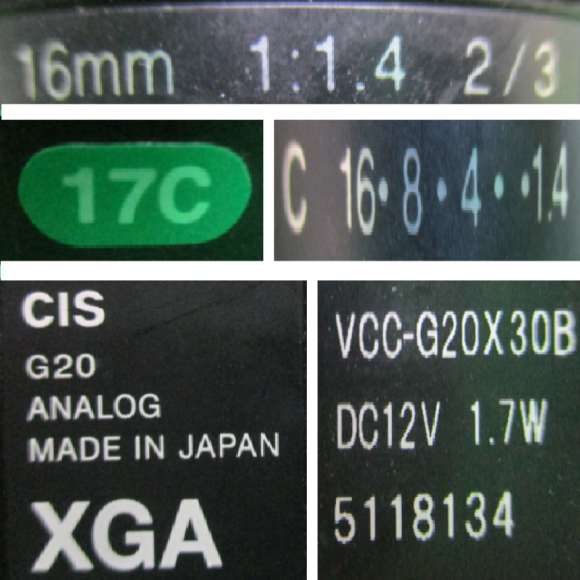 16mm 1:1.4 2/3
17C
C 16• 8 • 4 • •1.4
CIS
G20
ANALOG
MADE IN JAPAN
XGA
VCC-G20X30B
DC12V 1.7W
5118134